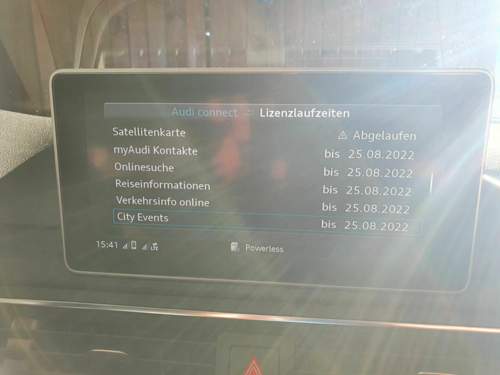 Audi connect Lizenzlaufzeiten
Satellitenkarte Abgelaufen
myAudi Kontakte bis 25.08.2022
Onlinesuche bis 25.08.2022
Reiseinformationen bis 25.08.2022
Verkehrsinfo online bis 25.08.2022
City Events bis 25.08.2022
15:41 LTE Powerless